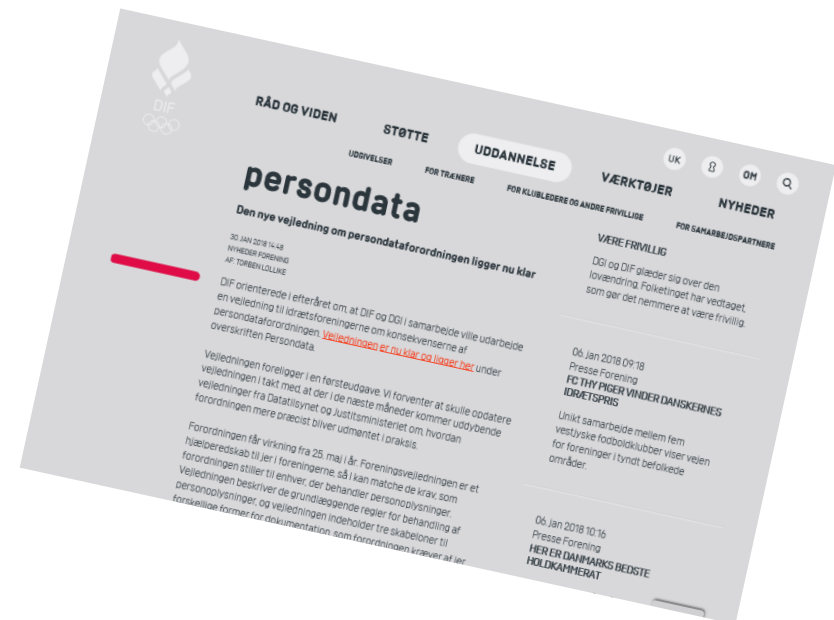 DIF
RÅD OG VIDEN
STØTTE
UDDANNELSE
VÆRKTØJER
NYHEDER
UK
OM
UDGIVELSER
FOR TRÆNERE
FOR KLUBLEDERE OG ANDRE FRIVILLIGE
FOR SAMARBEJDSPARTNERE
persondata
Den nye vejledning om persondataforordningen ligger nu klar
30. JAN 2018 14:48
NYHEDER FORENING
AF: TORBEN LOLLIKE
DIF orienterede i efteråret om, at DIF og DGI i samarbejde ville udarbejde
en vejledning til idrætsforeningerne om konsekvenserne af
persondataforordningen. Vejledningen er nu klar og ligger her under
overskriften Persondata.
Vejledningen foreligger i en førsteudgave. Vi forventer at skulle opdatere
vejledningen i takt med, at der i de næste måneder kommer uddybende
vejledninger fra Datatilsynet og Justitsministeriet om, hvordan
forordningen mere præcist bliver udmøntet i praksis.
Forordningen får virkning fra 25. maj i år. Foreningsvejledningen er et
hjælperedskab til jer i foreningerne, så I kan matche de krav, som
forordningen stiller til enhver, der behandler personoplysninger.
Vejledningen beskriver de grundlæggende regler for behandling af
personoplysninger, og vejledningen indeholder tre skabeloner til
forskellige former for dokumentation, som forordningen kræver af jer
VÆRE FRIVILLIG
DGI og DIF glæder sig over den
lovændring, Folketinget har vedtaget,
som gør det nemmere at være frivillig.
06. jan 2018 09:18
Presse Forening
FC THY PIGER VINDER DANSKERNES
IDRÆTSPRIS
Unikt samarbejde mellem fem
vestjyske fodboldklubber viser vejen
for foreninger i tyndt befolkede
områder.
06. jan 2018 10:16
Presse Forening
HER ER DANMARKS BEDSTE
HOLDKAMMERAT